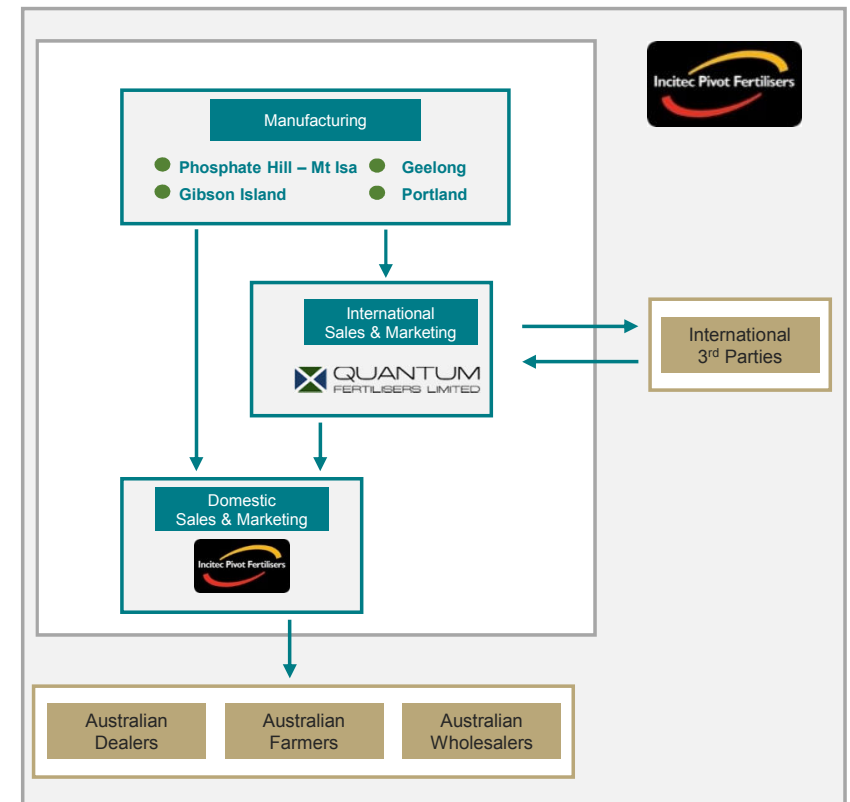 Incitec Pivot Fertilisers
Manufacturing
Phosphate Hill – Mt Isa
Geelong
Gibson Island
Portland
International
Sales & Marketing
QUANTUM
FERTILISERS LIMITED
International
3rd Parties
Domestic
Sales & Marketing
Incitec Pivot Fertilisers
Australian
Dealers
Australian
Farmers
Australian
Wholesalers